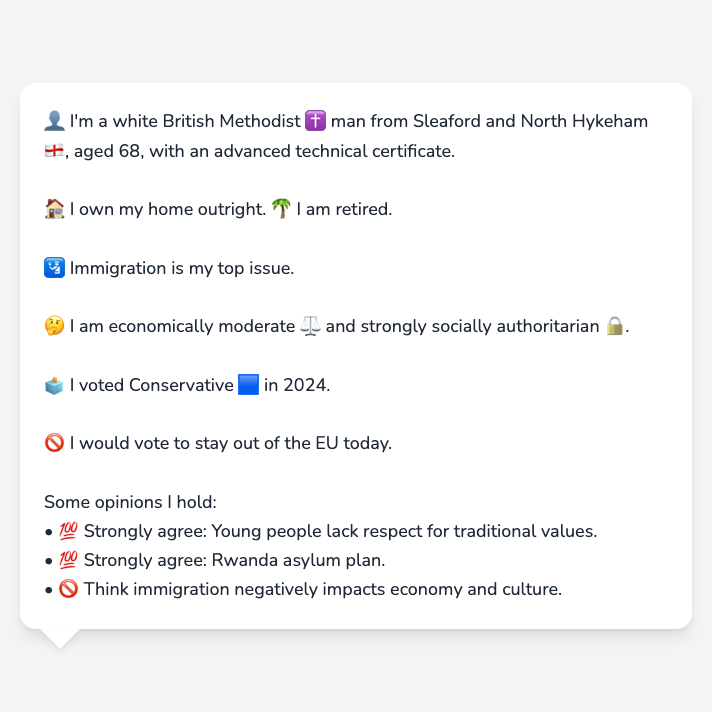 👤 I'm a white British Methodist ✝️ man from Sleaford and North Hykeham
🏴󠁧󠁢󠁥󠁮󠁧󠁿, aged 68, with an advanced technical certificate.
🏠 I own my home outright. 🌴 I am retired.
🛂 Immigration is my top issue.
🤔 I am economically moderate ⚖️ and strongly socially authoritarian 🔒.
🗳️ I voted Conservative 🟦 in 2024.
🚫 I would vote to stay out of the EU today.
Some opinions I hold:
• 💯 Strongly agree: Young people lack respect for traditional values.
• 💯 Strongly agree: Rwanda asylum plan.
• 🚫 Think immigration negatively impacts economy and culture.